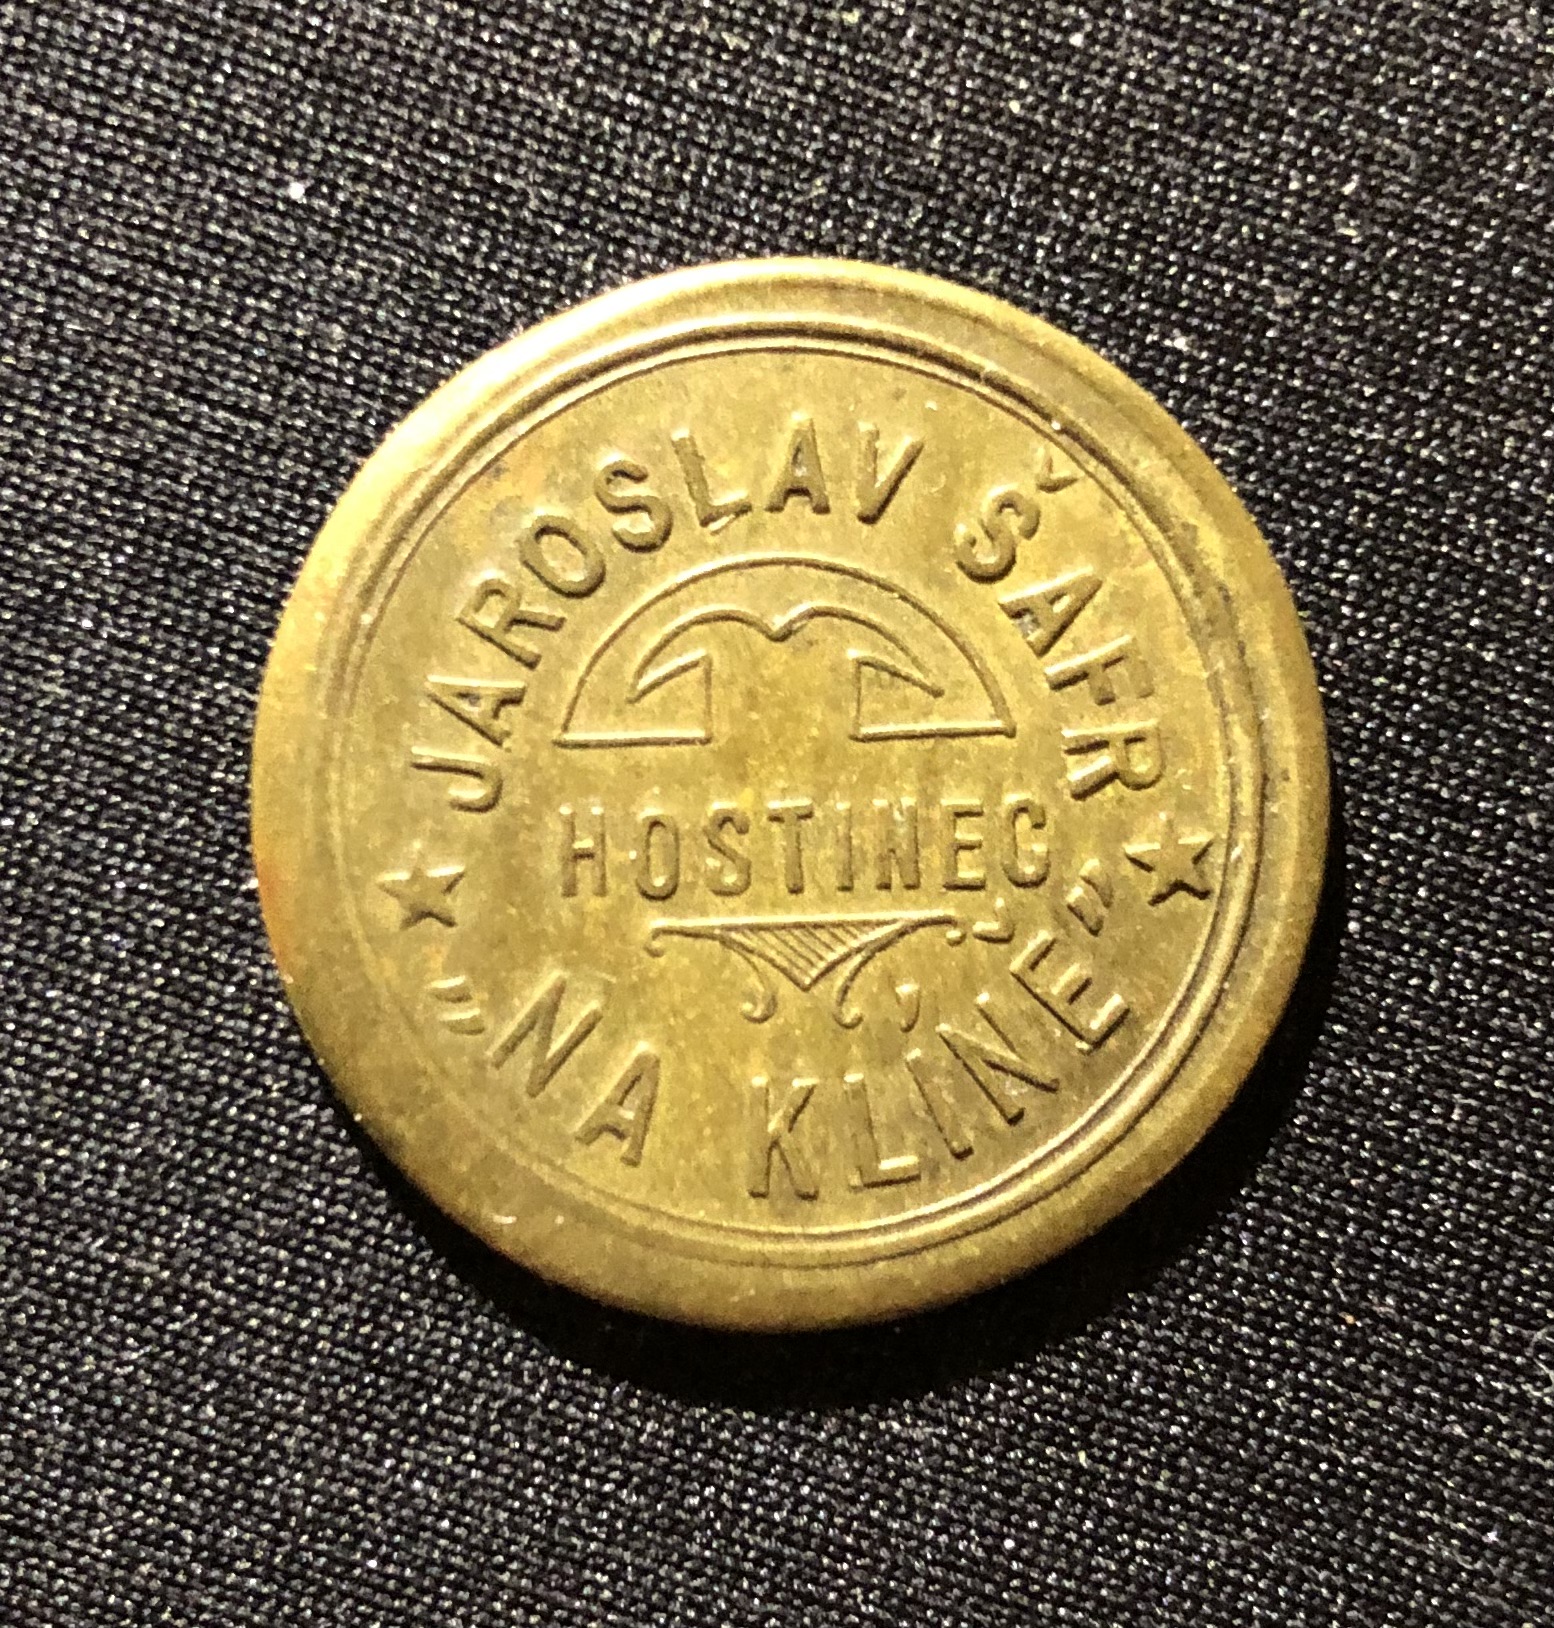 JAROSLAV ŠAFR
HOSTINEC
„NA KLÍNĚ"